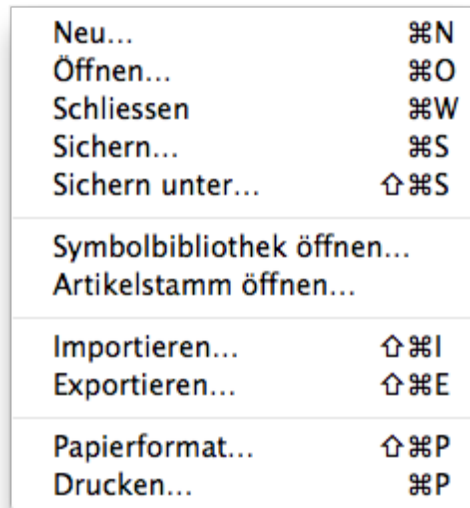 Neu... ⌘N
Öffnen... ⌘O
Schliessen ⌘W
Sichern... ⌘S
Sichern unter... ⇧⌘S
Symbolbibliothek öffnen...
Artikelstamm öffnen...
Importieren... ⇧⌘I
Exportieren... ⇧⌘E
Papierformat... ⇧⌘P
Drucken... ⌘P